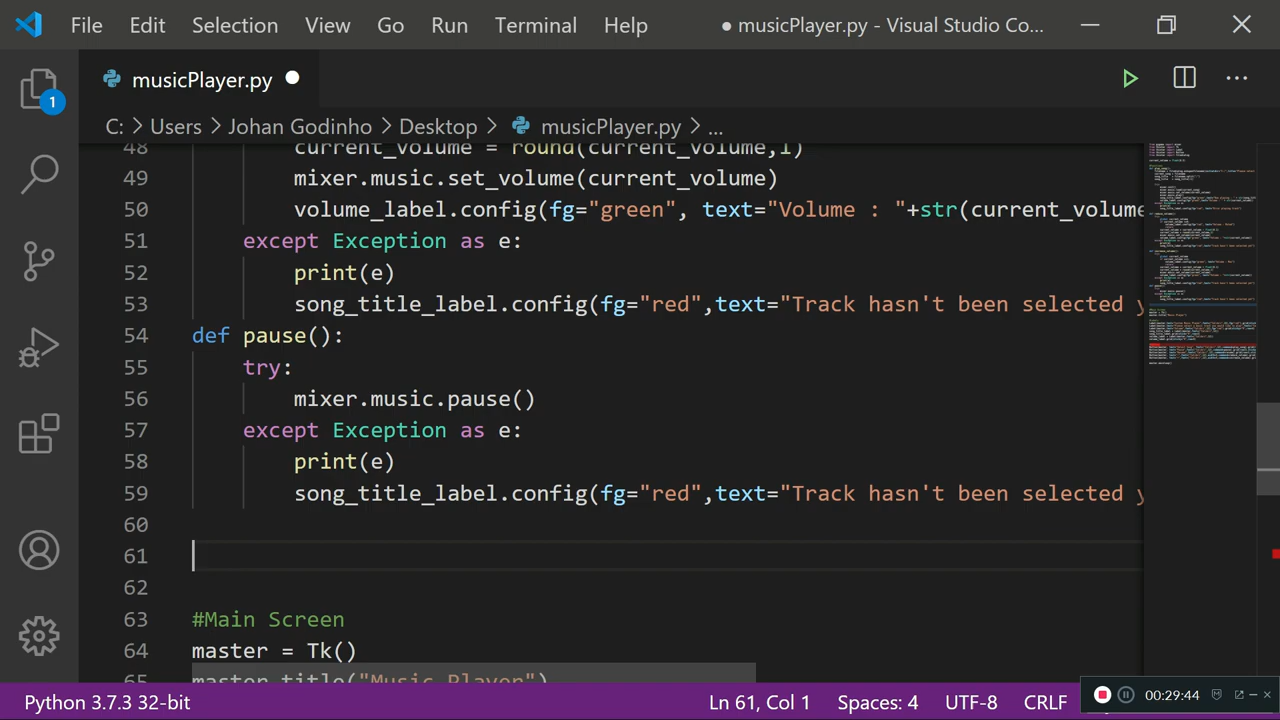 File Edit Selection View Go Run Terminal Help ● musicPlayer.py - Visual Studio Co...
musicPlayer.py
1
C: > Users > Johan Godinho > Desktop > musicPlayer.py > ...
48 current_volume = round(current_volume,1)
49 mixer.music.set_volume(current_volume)
50 volume_label.config(fg="green", text="Volume : "+str(current_volume
51 except Exception as e:
52 print(e)
53 song_title_label.config(fg="red",text="Track hasn't been selected y
54 def pause():
55 try:
56 mixer.music.pause()
57 except Exception as e:
58 print(e)
59 song_title_label.config(fg="red",text="Track hasn't been selected y
60
61
62
63 #Main Screen
64 master = Tk()
65 master.title("Music Player")
Python 3.7.3 32-bit Ln 61, Col 1 Spaces: 4 UTF-8 CRLF 00:29:44